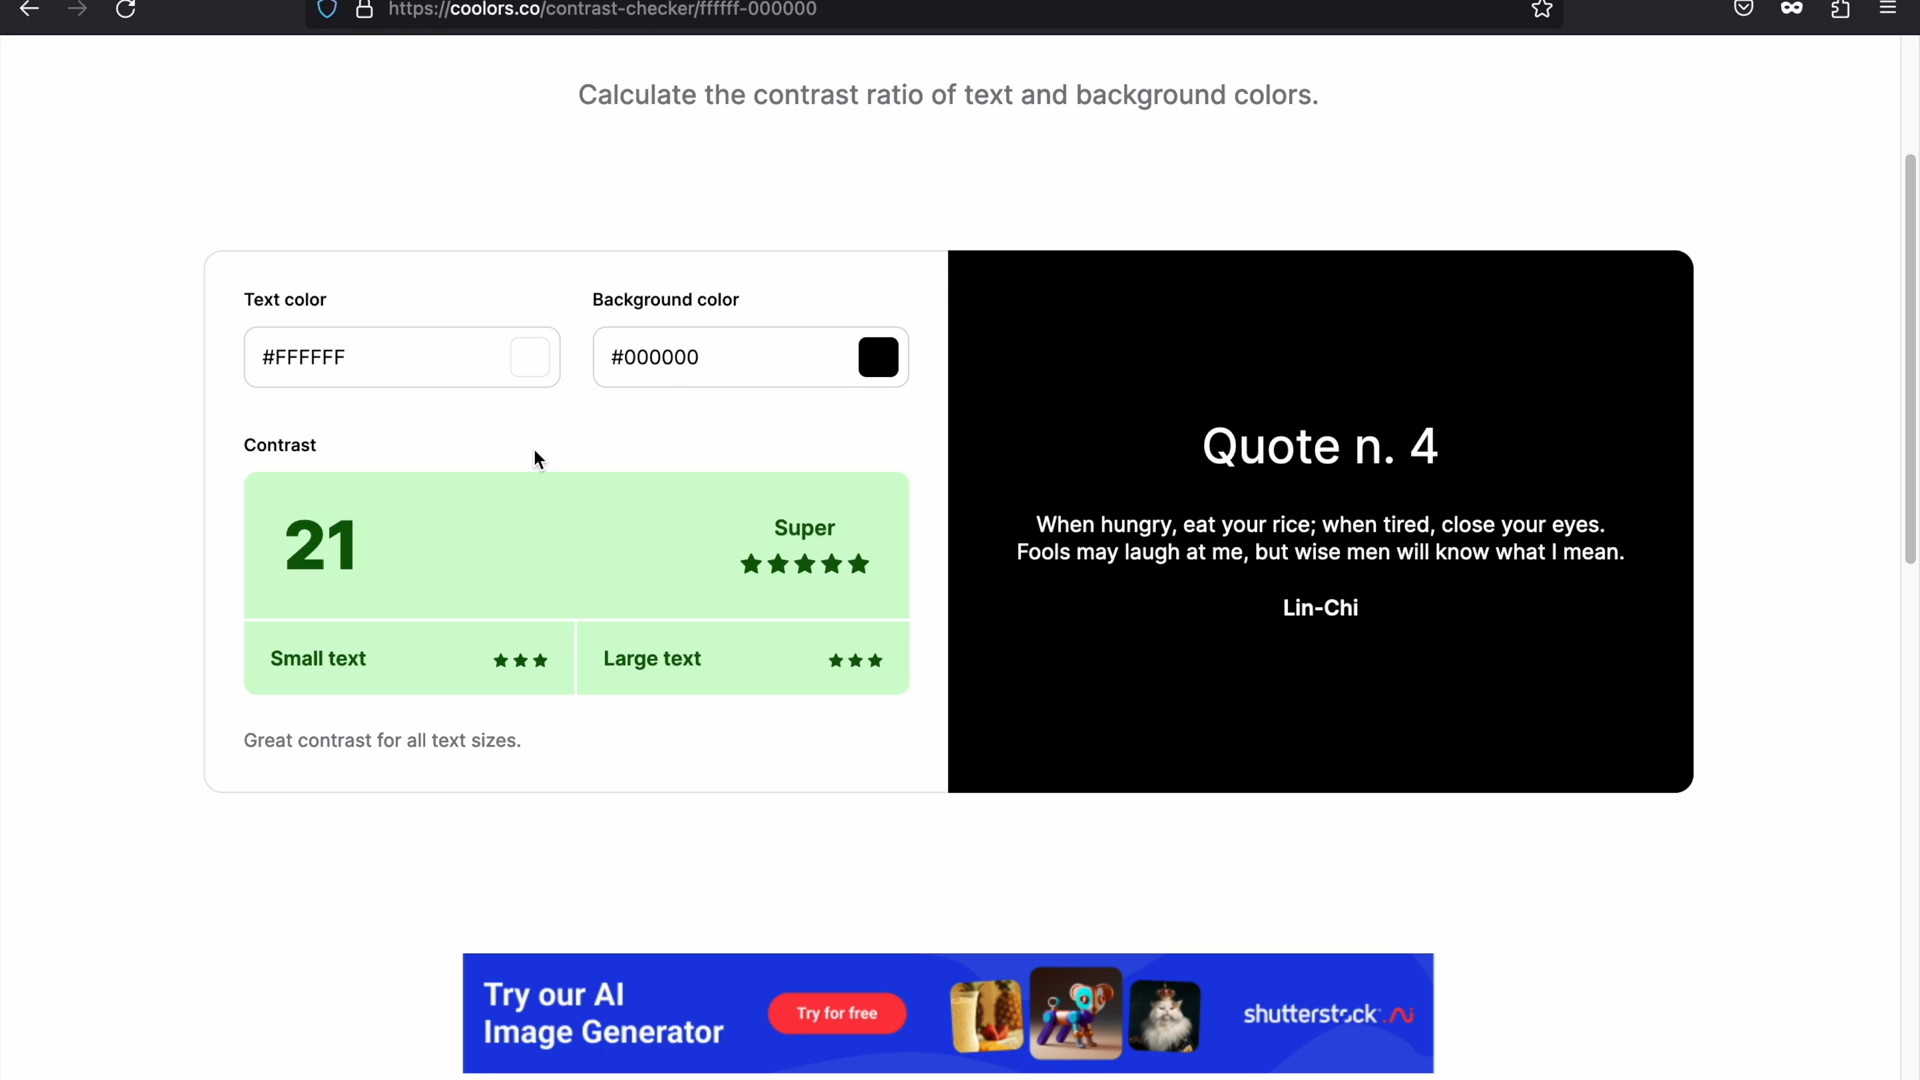 https://coolors.co/contrast-checker/ffffff-000000
Calculate the contrast ratio of text and background colors.
Text color
Background color
#FFFFFF
#000000
Contrast
21
Super
Small text
Large text
Great contrast for all text sizes.
Quote n. 4
When hungry, eat your rice; when tired, close your eyes.
Fools may laugh at me, but wise men will know what I mean.
Lin-Chi
Try our AI
Image Generator
Try for free
shutterstock.AI